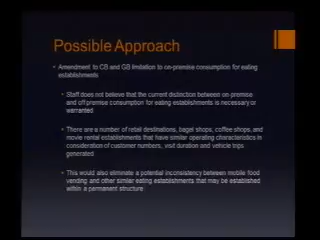 Possible Approach
Amendment to CB and GB limitation to on-premise consumption for eating
establishments
Staff does not believe that the current distinction between on-premise
and off premise consumption for eating establishments is necessary or
warranted
There are a number of retail destinations, bagel shops, coffee shops, and
movie rental establishments that have similar operating characteristics in
consideration of customer numbers, visit duration and vehicle trips
generated
This would also eliminate a potential inconsistency between mobile food
vending and other similar eating establishments that may be established
within a permanent structure